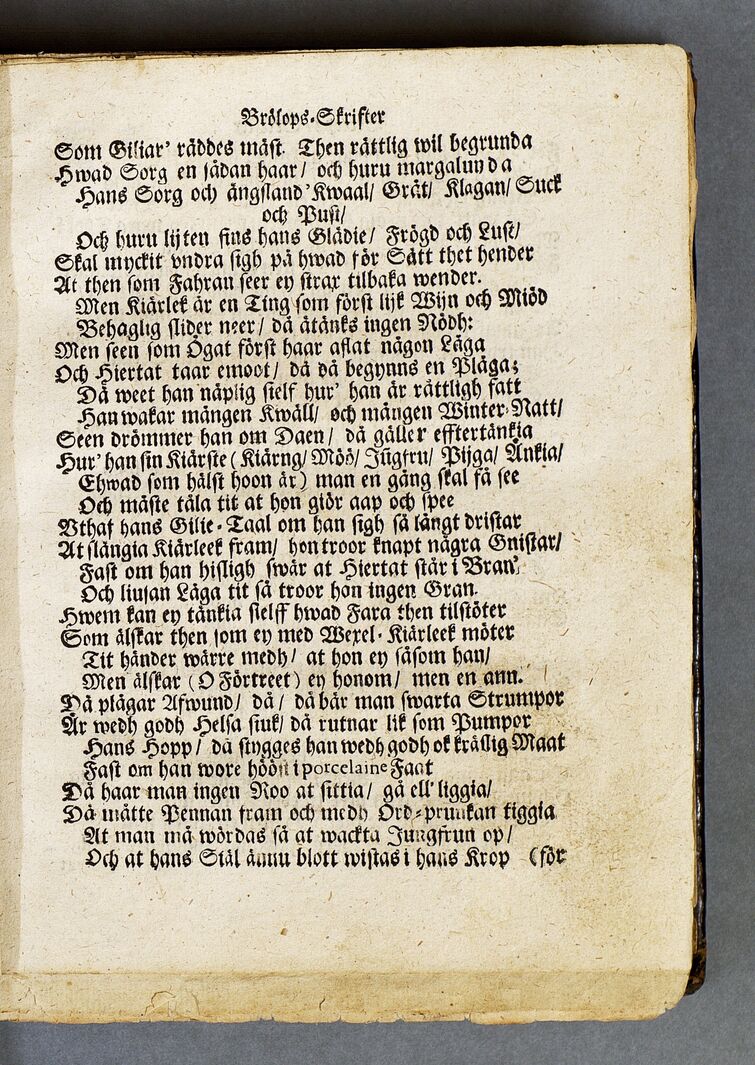 Brölops-Skrifter
Som Giliar' räddes mäst. Then rättlig wil begrunda
Hwad Sorg en sådan haar/ och huru margalunda
Hans Sorg och ängsland' Kwaal/ Gråt/ Klagan/ Suck
och Pust/
Och huru lijten fins hans Glädie/ Frögd och Lust/
Skal myckit vndra sigh på hwad för Sätt thet hender
At then som Fahran seer ey strax tilbaka wender.
Men Kiärlek är en Ting som först lijk Wijn och Miöd
Behaglig slider neer/ då åtänks ingen Nödh:
Men seen som Ögat först haar aflat någon Låga
Och Hiertat taar emoot/ då då begynns en Plåga;
Då weet han näplig sielf hur' han är rättligh fatt
Han wakar mången Kwäll/ och mången Winter-Natt/
Seen drömmer han om Daen/ då gäller efftertänkia
Hur' han sin Kiärste (Kiärng/ Möö/ Jûgfru/ Pijga/ Änkia/
Ehwad som hälst hoon är) man en gång skal få see
Och måste tåla tit at hon giör aap och spee
Vthaf hans Gilie-Taal om han sigh så långt dristar
At slängia Kiärleek fram/ hon troor knapt några Gnistar/
Fast om han hisligh swär at Hiertat står i Bran'
Och liusan Låga tit så troor hon ingen Gran.
Hwem kan ey tänkia sielff hwad Fara then tilstöter
Som älskar then som ey med Wexel-Kiärleek möter
Tit händer wärre medh/ at hon ey såsom han/
Men älskar (O Förtreet) ey honom/ men en ann.
Då plågar Afwund/ då/ då bär man swarta Strumpor
Är wedh godh Helsa siuk/ då rutnar lik som Pumpor
Hans Hopp/ då stygges han wedh godh ok kräslig Maat
Fast om han wore höön i porcelaine Faat
Då haar man ingen Roo at sittia/ gå ell' liggia/
Då måtte Pennan fram och medh Ord-prunkan tiggia
At man må wördas så at wackta Jungfrun op/
Och at hans Siäl ännu blott wistas i hans Krop (för